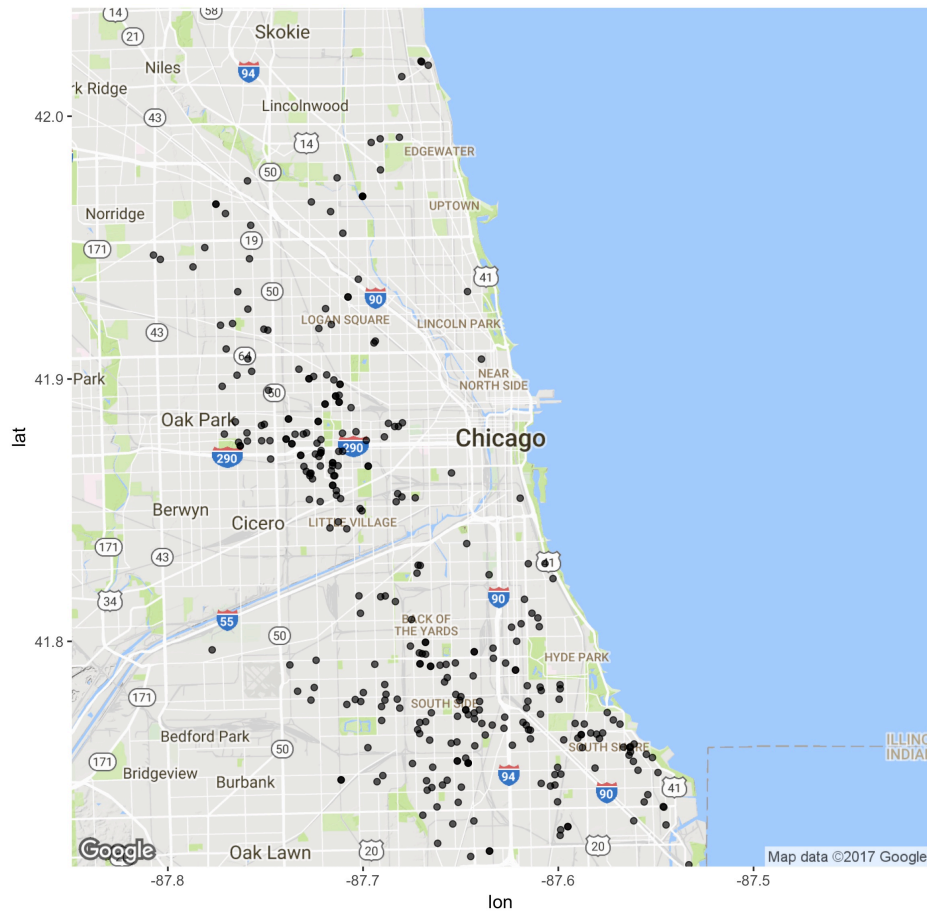 14
58
21
Skokie
Niles
94
rk Ridge
Lincolnwood
42.0
43
14
EDGEWATER
50
UPTOWN
Norridge
171
19
41
50
90
LOGAN SQUARE
LINCOLN PARK
43
64
NEAR
NORTH SIDE
41.9
Park
50
Oak Park
290
290
Chicago
Berwyn
Cicero
LITTLE VILLAGE
171
43
41
34
90
55
BACK OF
THE YARDS
50
41.8
HYDE PARK
171
SOUTH SIDE
Bedford Park
50
SOUTH SHORE
ILLINO
INDIAN
171
Bridgeview
Burbank
94
90
41
Google
Oak Lawn
20
20
Map data ©2017 Google
-87.8
-87.7
-87.6
-87.5
lon
lat